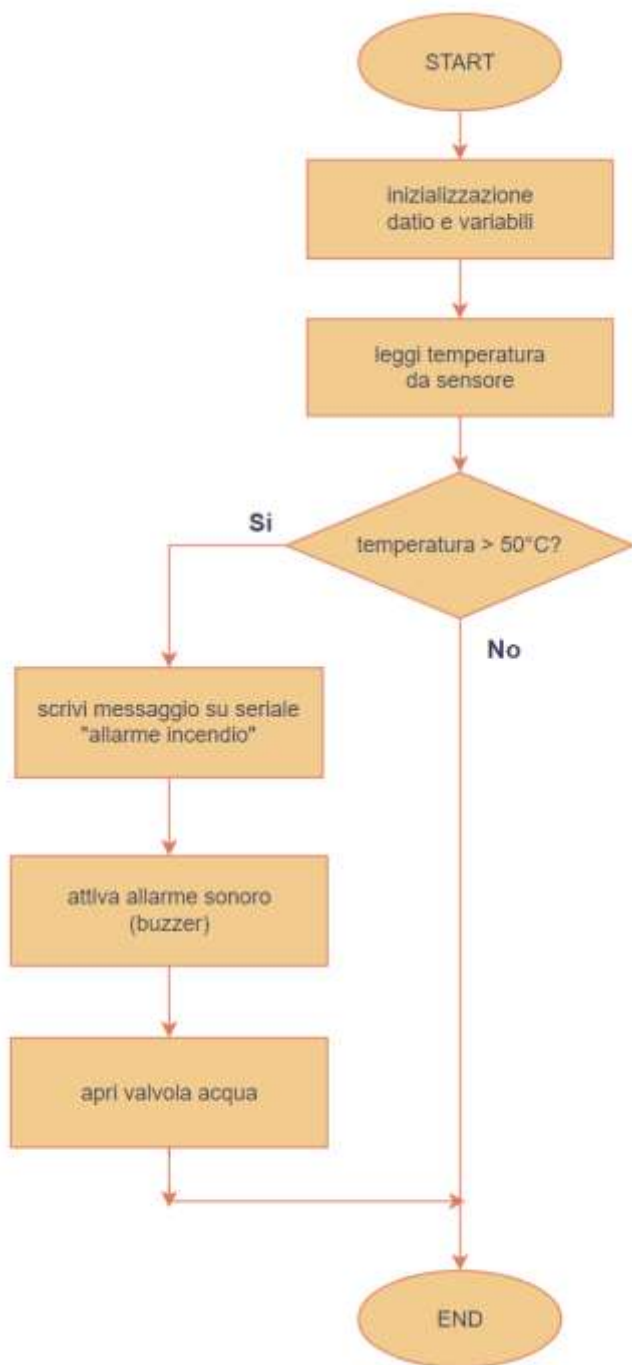 START
inizializzazione
datio e variabili
leggi temperatura
da sensore
temperatura > 50°C?
Si
No
scrivi messaggio su seriale
"allarme incendio"
attiva allarme sonoro
(buzzer)
apri valvola acqua
END